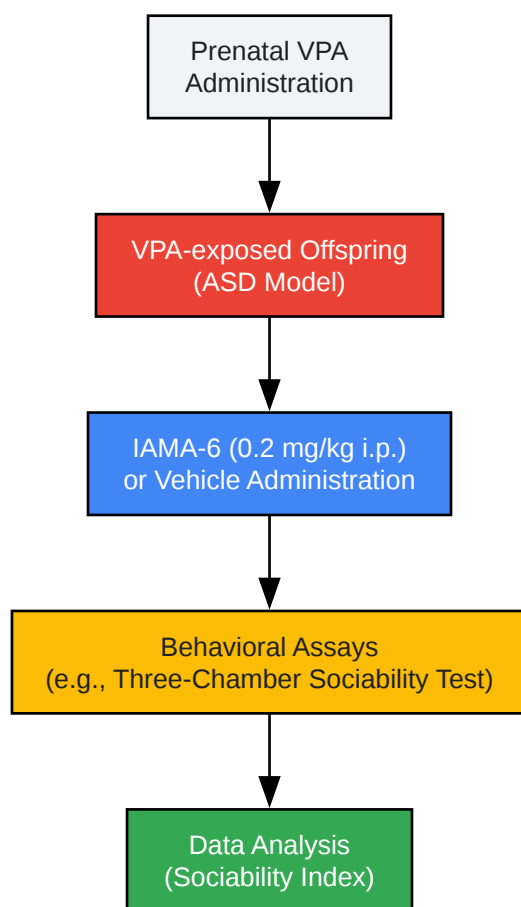 Prenatal VPA
Administration
VPA-exposed Offspring
(ASD Model)
IAMA-6 (0.2 mg/kg i.p.)
or Vehicle Administration
Behavioral Assays
(e.g., Three-Chamber Sociability Test)
Data Analysis
(Sociability Index)